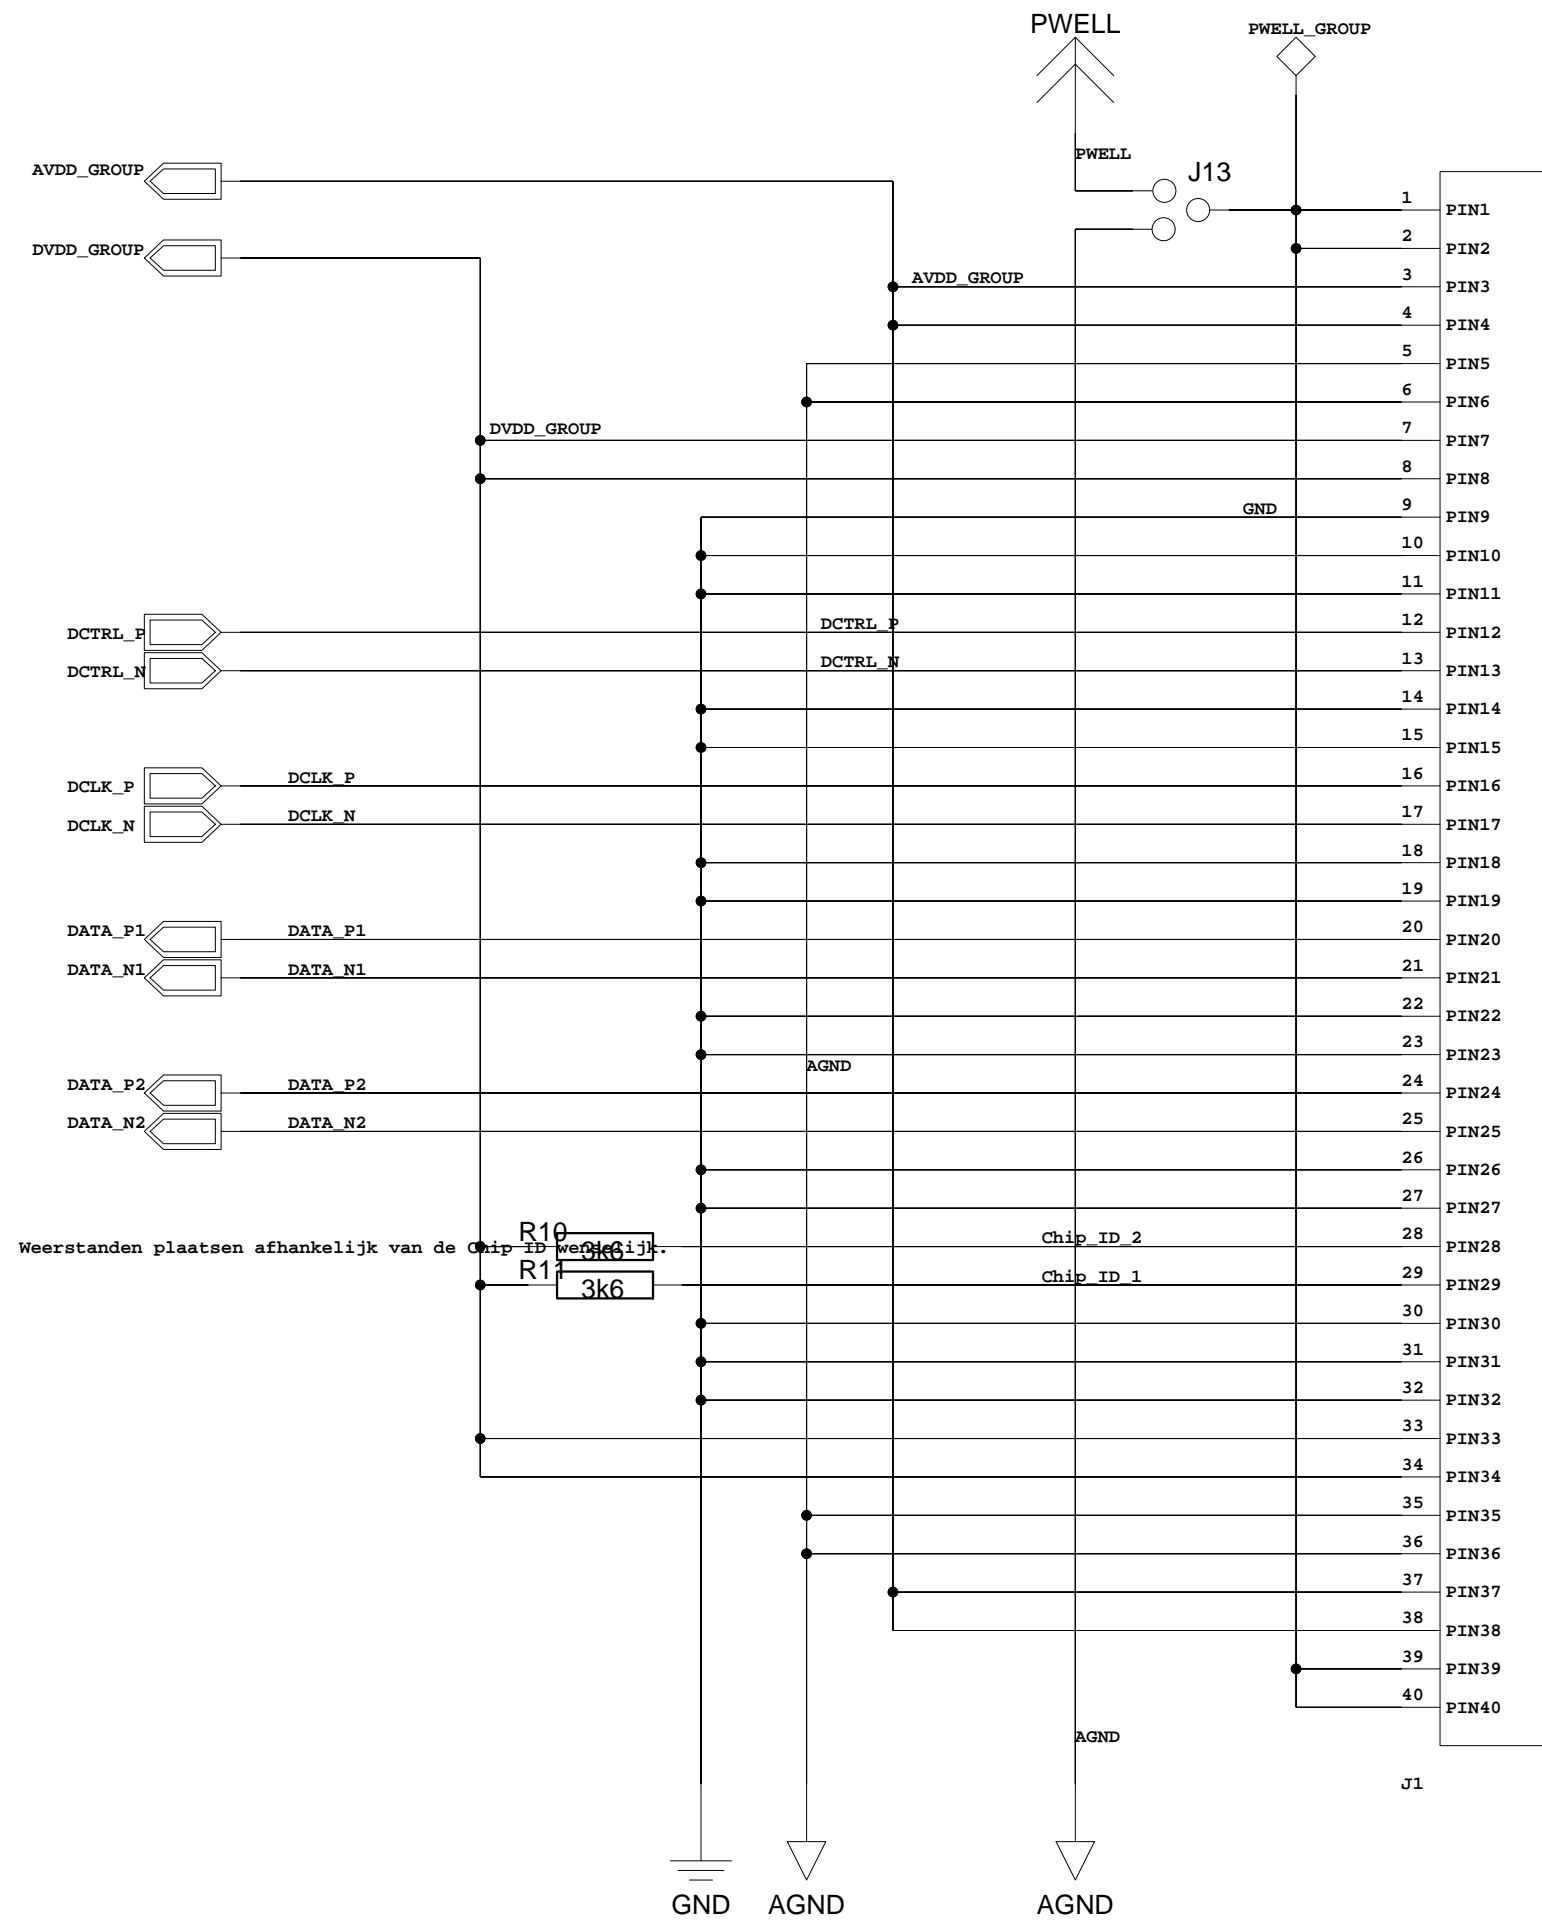 PWELL
PWELL_GROUP
PWELL
J13
AVDD_GROUP
DVDD_GROUP
1 PIN1
2 PIN2
AVDD_GROUP 3 PIN3
4 PIN4
5 PIN5
6 PIN6
DVDD_GROUP 7 PIN7
8 PIN8
GND 9 PIN9
10 PIN10
11 PIN11
DCTRL_P DCTRL_P 12 PIN12
DCTRL_N DCTRL_N 13 PIN13
14 PIN14
15 PIN15
DCLK_P DCLK_P 16 PIN16
DCLK_N DCLK_N 17 PIN17
18 PIN18
19 PIN19
DATA_P1 DATA_P1 20 PIN20
DATA_N1 DATA_N1 21 PIN21
22 PIN22
23 PIN23
AGND
DATA_P2 DATA_P2 24 PIN24
DATA_N2 DATA_N2 25 PIN25
26 PIN26
27 PIN27
Weerstanden plaatsen afhankelijk van de Chip ID wenselijk.
R10 3k6 Chip_ID_2 28 PIN28
R11 3k6 Chip_ID_1 29 PIN29
30 PIN30
31 PIN31
32 PIN32
33 PIN33
34 PIN34
35 PIN35
36 PIN36
37 PIN37
38 PIN38
39 PIN39
40 PIN40
AGND
J1
GND AGND AGND